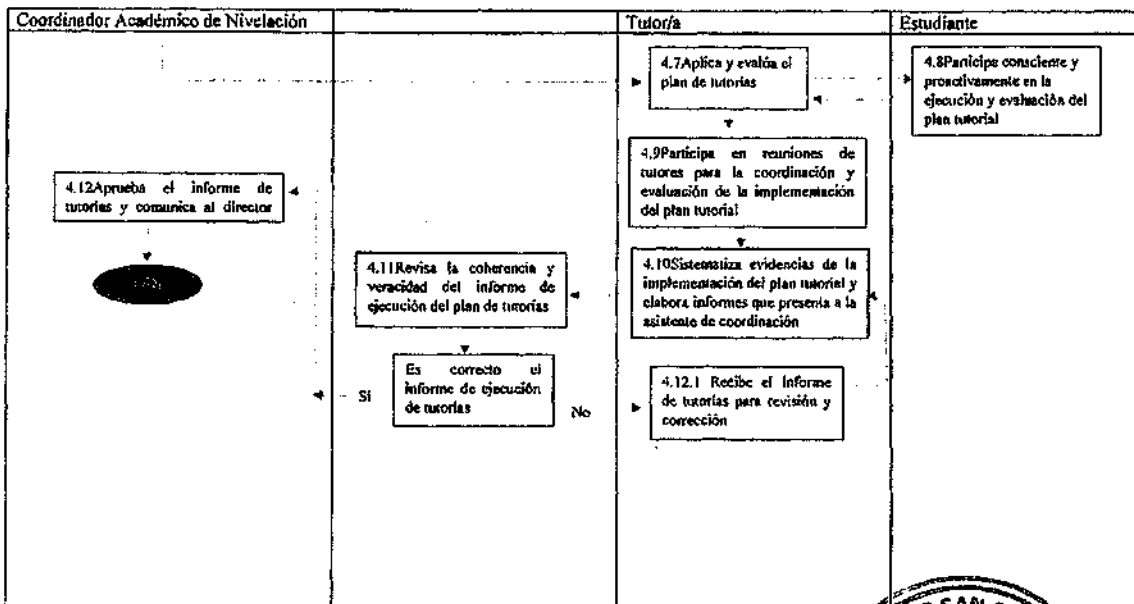 Coordinador Académico de Nivelación
Tutor/a
Estudiante
4.7Aplica y evalúa el
plan de tutorías
4.8Participa consciente y
proactivamente en la
ejecución y evaluación del
plan tutorial
4.9Participa en reuniones de
tutores para la coordinación y
evaluación de la implementación
del plan tutorial
4.12Aprueba el informe de
tutorías y comunica al director
4.11Revisa la coherencia y
veracidad del informe de
ejecución del plan de tutorías
4.10Sistematiza evidencias de la
implementación del plan tutorial y
elabora informes que presenta a la
asistente de coordinación
Es correcto el
informe de ejecución
de tutorías
Si
No
4.12.1 Recibe el Informe
de tutorías para revisión y
corrección
SAN